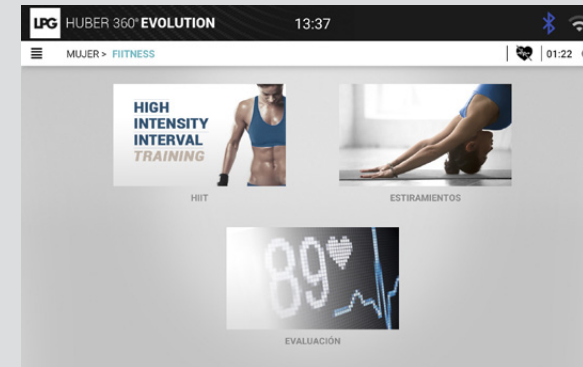 LPG HUBER 360° EVOLUTION 13:37
MUJER > FIITNESS 01:22
HIGH
INTENSITY
INTERVAL
TRAINING
HIIT
ESTIRAMIENTOS
89
EVALUACIÓN